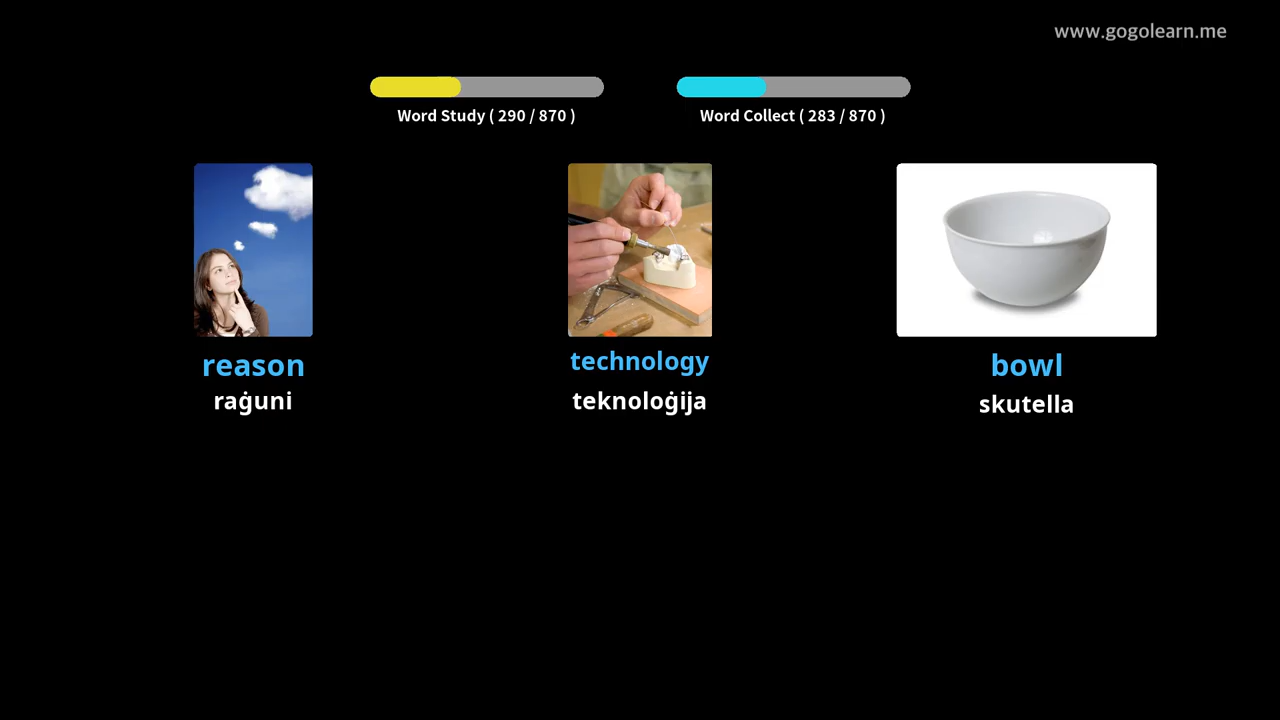 www.gogolearn.me
Word Study ( 290 / 870 )
Word Collect ( 283 / 870 )
reason
raġuni
technology
teknoloġija
bowl
skutella